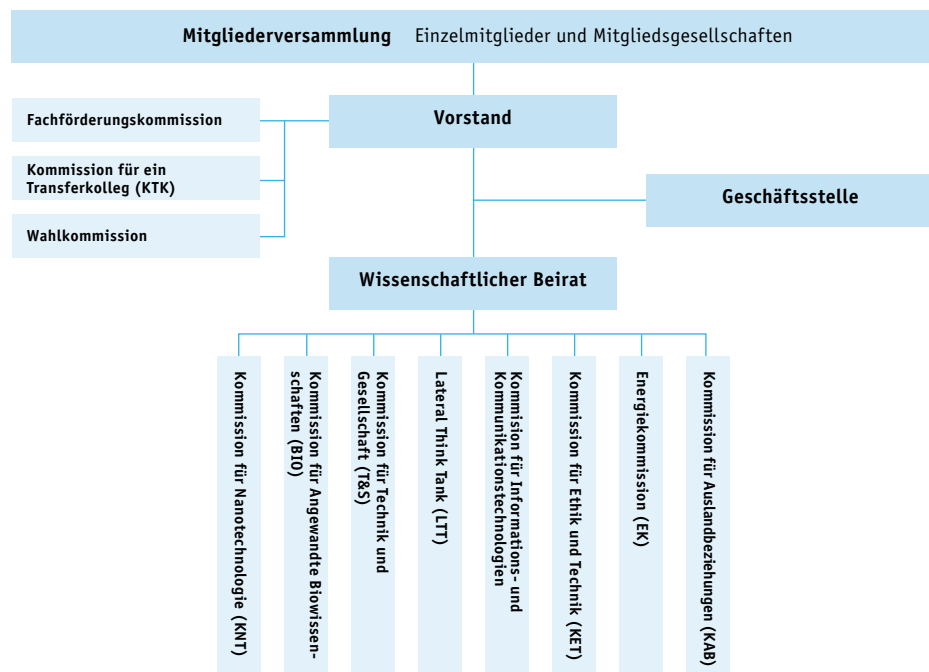 Mitgliederversammlung Einzelmitglieder und Mitgliedsgesellschaften
Vorstand
Fachförderungskommission
Kommission für ein
Transferkolleg (KTK)
Wahlkommission
Geschäftsstelle
Wissenschaftlicher Beirat
Kommission für Nanotechnologie (KNT)
Kommission für Angewandte Biowissen-
schaften (BIO)
Kommission für Technik und
Gesellschaft (T&S)
Lateral Think Tank (LTT)
Kommision für Informations- und
Kommunikationstechnologien
Kommission für Ethik und Technik (KET)
Energiekommission (EK)
Kommission für Auslandbeziehungen (KAB)